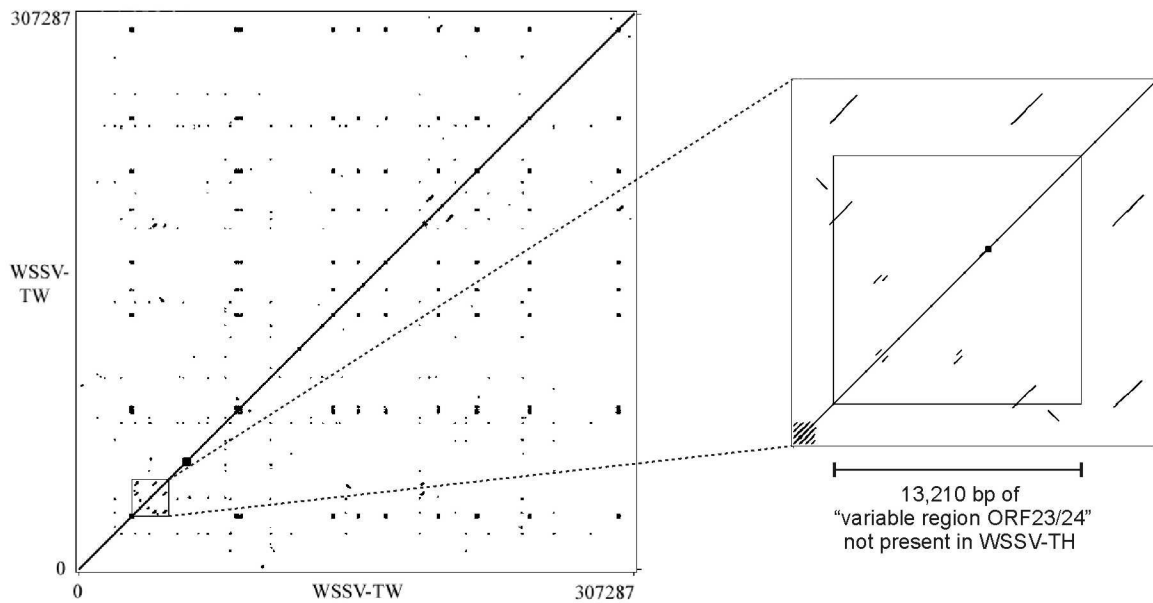 307287
WSSV-
TW
0
0
WSSV-TW
307287
13,210 bp of
“variable region ORF23/24”
not present in WSSV-TH